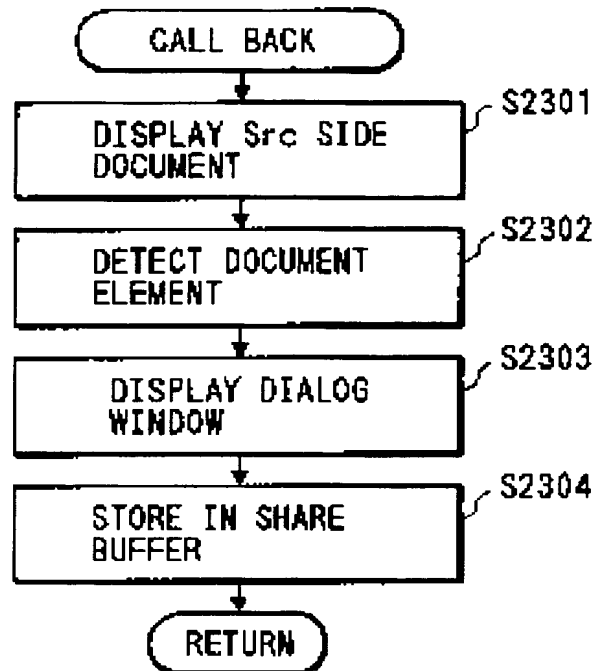 CALL BACK
S2301
DISPLAY Src SIDE
DOCUMENT
S2302
DETECT DOCUMENT
ELEMENT
S2303
DISPLAY DIALOG
WINDOW
S2304
STORE IN SHARE
BUFFER
RETURN